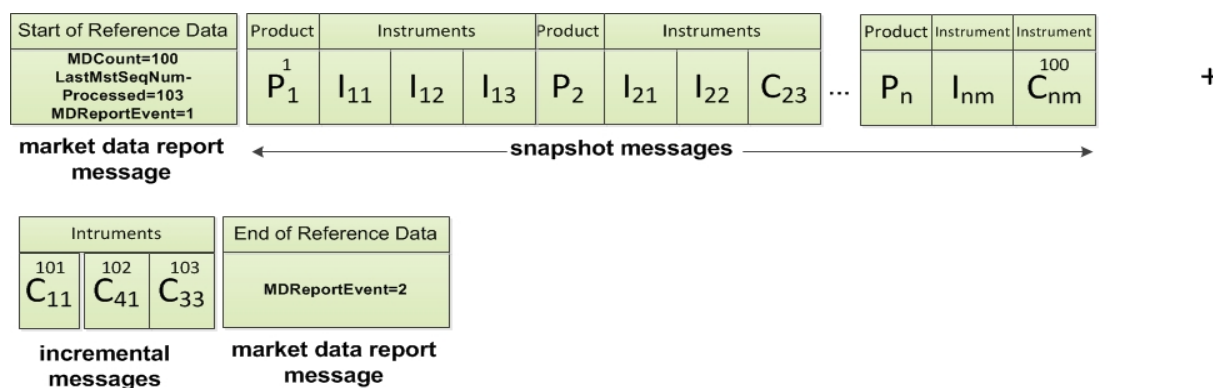 Start of Reference Data
MDCount=100
LastMstSeqNum-
Processed=103
MDReportEvent=1
market data report
message
Product Instruments Product Instruments Product Instrument Instrument
1 100
P1 I11 I12 I13 P2 I21 I22 C23 ... Pn Inm Cnm
+
snapshot messages
Intruments
101 102 103
C11 C41 C33
incremental
messages
End of Reference Data
MDReportEvent=2
market data report
message